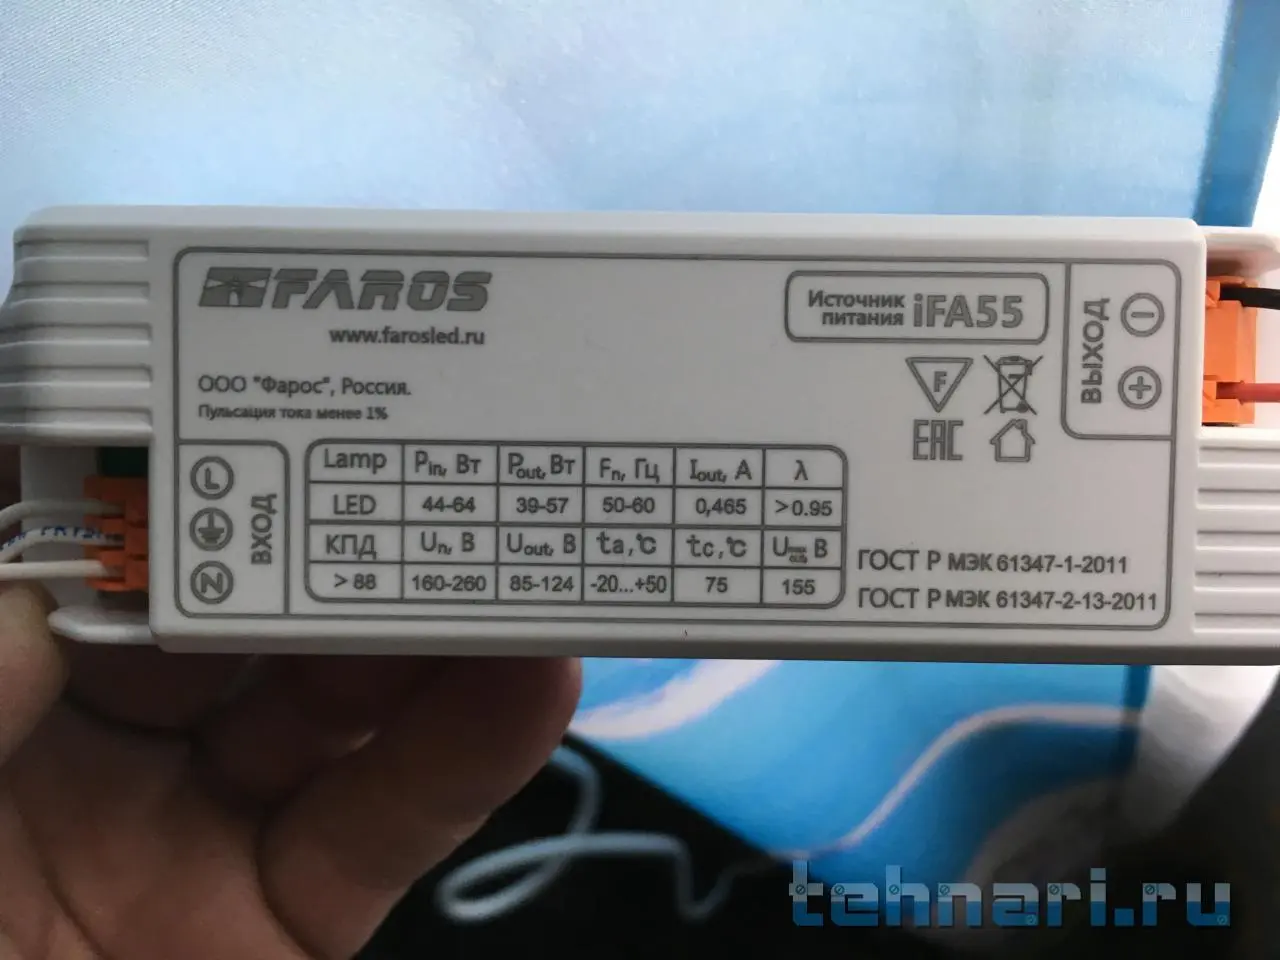 FAROS
www.farosled.ru
ООО "Фарос", Россия.
Пульсация тока менее 1%
Источник
питания iFA55
F
EAC
ВЫХОД
L
N
ВХОД
Lamp Pin, Вт Pout, Вт Fn, Гц Iout, А λ
LED 44-64 39-57 50-60 0,465 >0.95
КПД Un, В Uout, В ta,℃ tc,℃ Umax out, В
>88 160-260 85-124 -20...+50 75 155
ГОСТ Р МЭК 61347-1-2011
ГОСТ Р МЭК 61347-2-13-2011
tehnari.ru